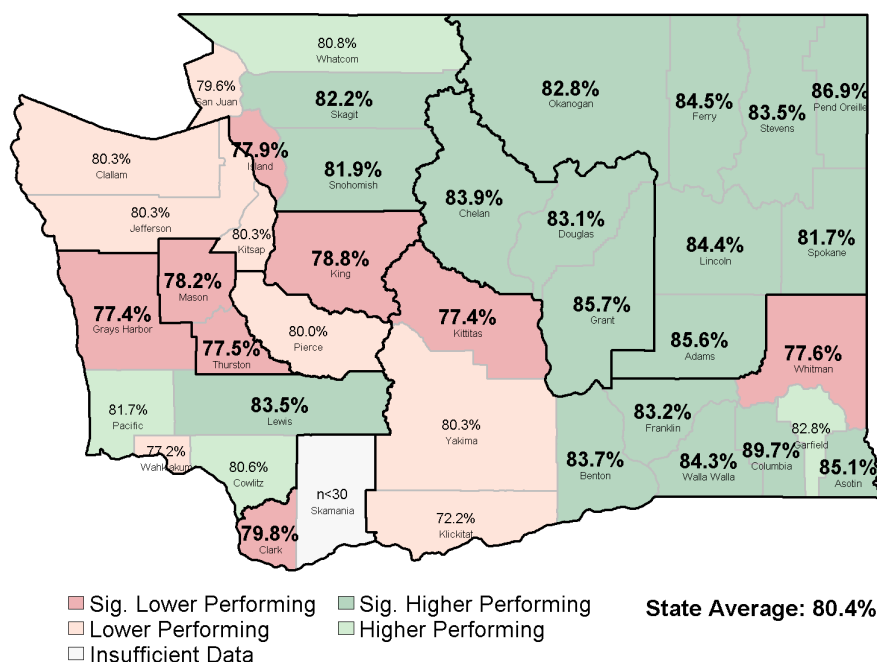 80.8%
Whatcom
79.6%
San Juan
82.2%
Skagit
82.8%
Okanogan
84.5%
Ferry
83.5%
Stevens
86.9%
Pend Oreille
77.9%
Island
80.3%
Clallam
81.9%
Snohomish
83.9%
Chelan
83.1%
Douglas
80.3%
Jefferson
80.3%
Kitsap
84.4%
Lincoln
81.7%
Spokane
78.8%
King
78.2%
Mason
77.4%
Grays Harbor
77.4%
Kittitas
85.7%
Grant
80.0%
Pierce
77.5%
Thurston
85.6%
Adams
77.6%
Whitman
81.7%
Pacific
83.5%
Lewis
80.3%
Yakima
83.2%
Franklin
82.8%
Garfield
77.2%
Wahkiakum
80.6%
Cowlitz
83.7%
Benton
84.3%
Walla Walla
89.7%
Columbia
85.1%
Asotin
n<30
Skamania
72.2%
Klickitat
79.8%
Clark
Sig. Lower Performing
Sig. Higher Performing
State Average: 80.4%
Lower Performing
Higher Performing
Insufficient Data